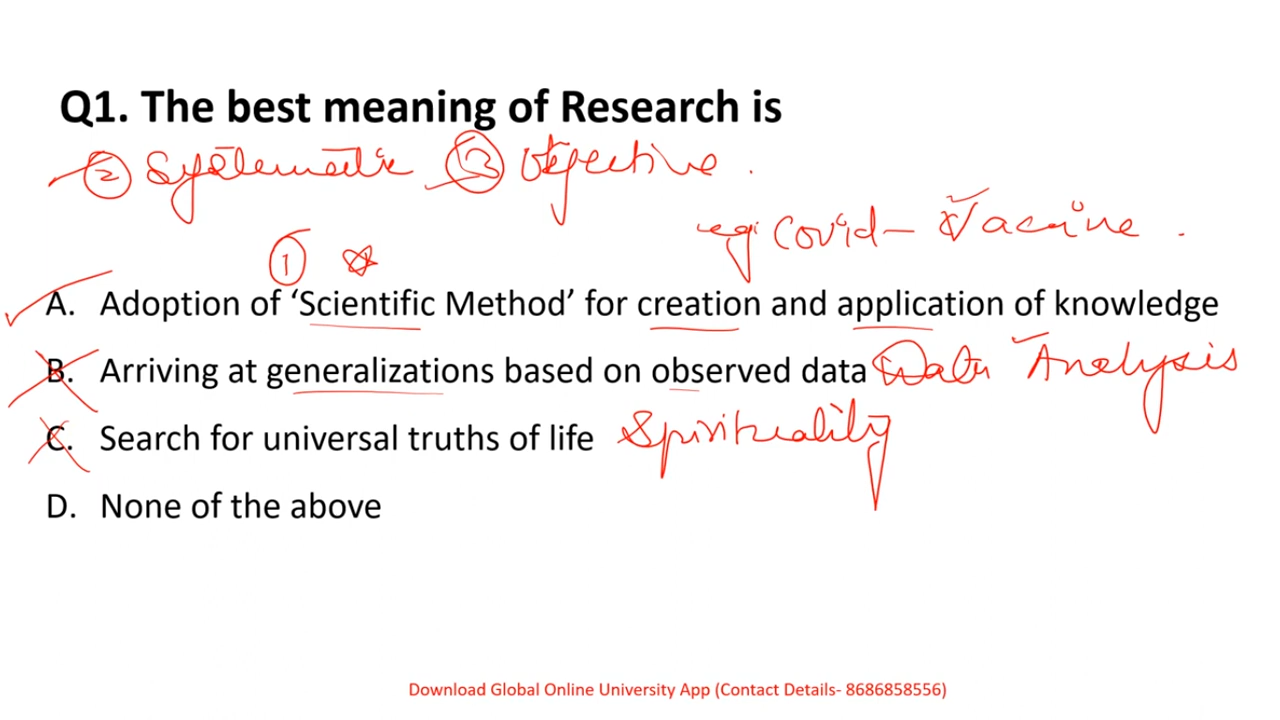 Q1. The best meaning of Research is
② Systematic ③ Objective.
eg: Covid – Vaccine.
①
A. Adoption of ‘Scientific Method’ for creation and application of knowledge
B. Arriving at generalizations based on observed data Data Analysis
C. Search for universal truths of life Spirituality
D. None of the above
Download Global Online University App (Contact Details- 8686858556)